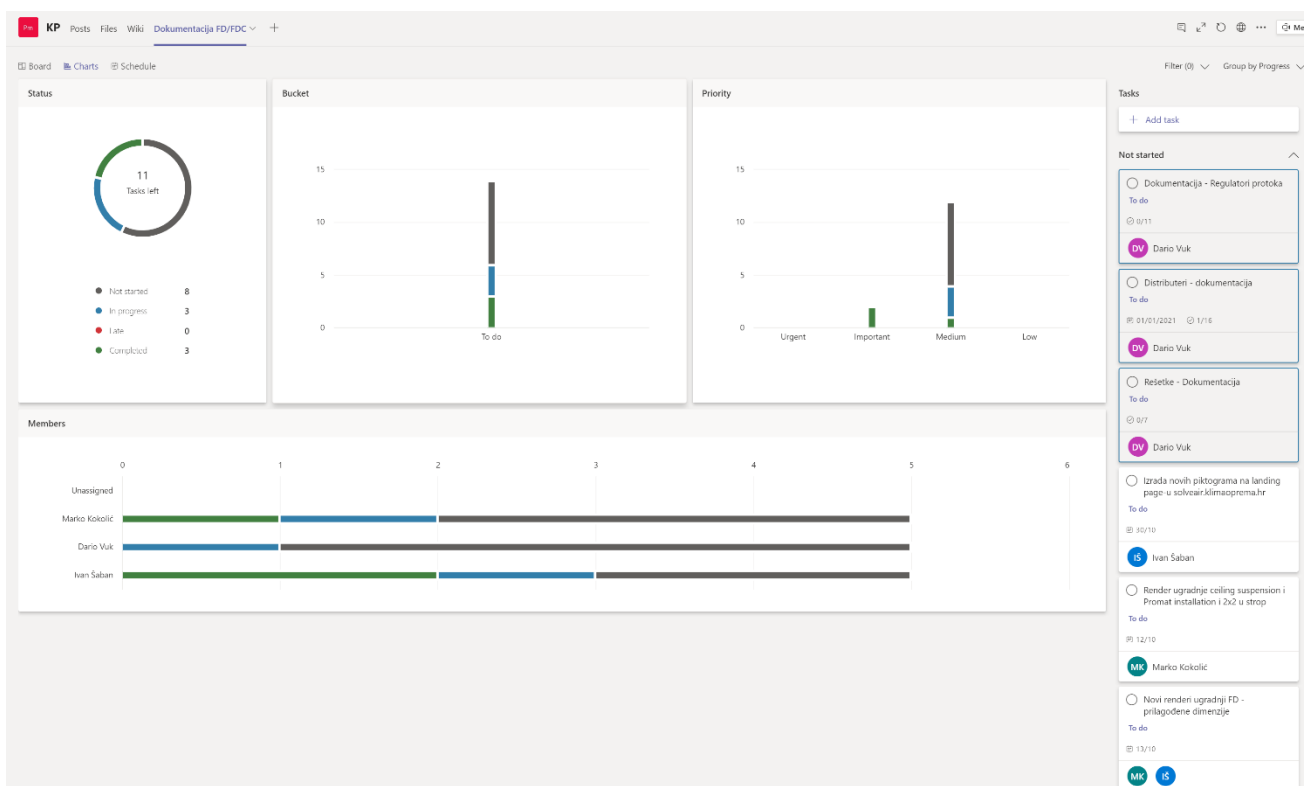 Pm KP Posts Files Wiki Dokumentacija FD/FDC
Me
Board Charts Schedule
Filter (0) Group by Progress
Status
11
Tasks left
Not started 8
In progress 3
Late 0
Completed 3
Bucket
15
10
5
0
To do
Priority
15
10
5
0
Urgent Important Medium Low
Members
0 1 2 3 4 5 6
Unassigned
Marko Kokolić
Dario Vuk
Ivan Šaban
Tasks
Add task
Not started
Dokumentacija - Regulatori protoka
To do
0/11
DV Dario Vuk
Distributeri - dokumentacija
To do
01/01/2021 1/16
DV Dario Vuk
Rešetke - Dokumentacija
To do
0/7
DV Dario Vuk
Izrada novih piktograma na landing
page-u solveair.klimaoprema.hr
To do
30/10
IŠ Ivan Šaban
Render ugradnje ceiling suspension i
Promat installation i 2x2 u strop
To do
12/10
MK Marko Kokolić
Novi renderi ugradnji FD -
prilagođene dimenzije
To do
13/10
MK IŠ